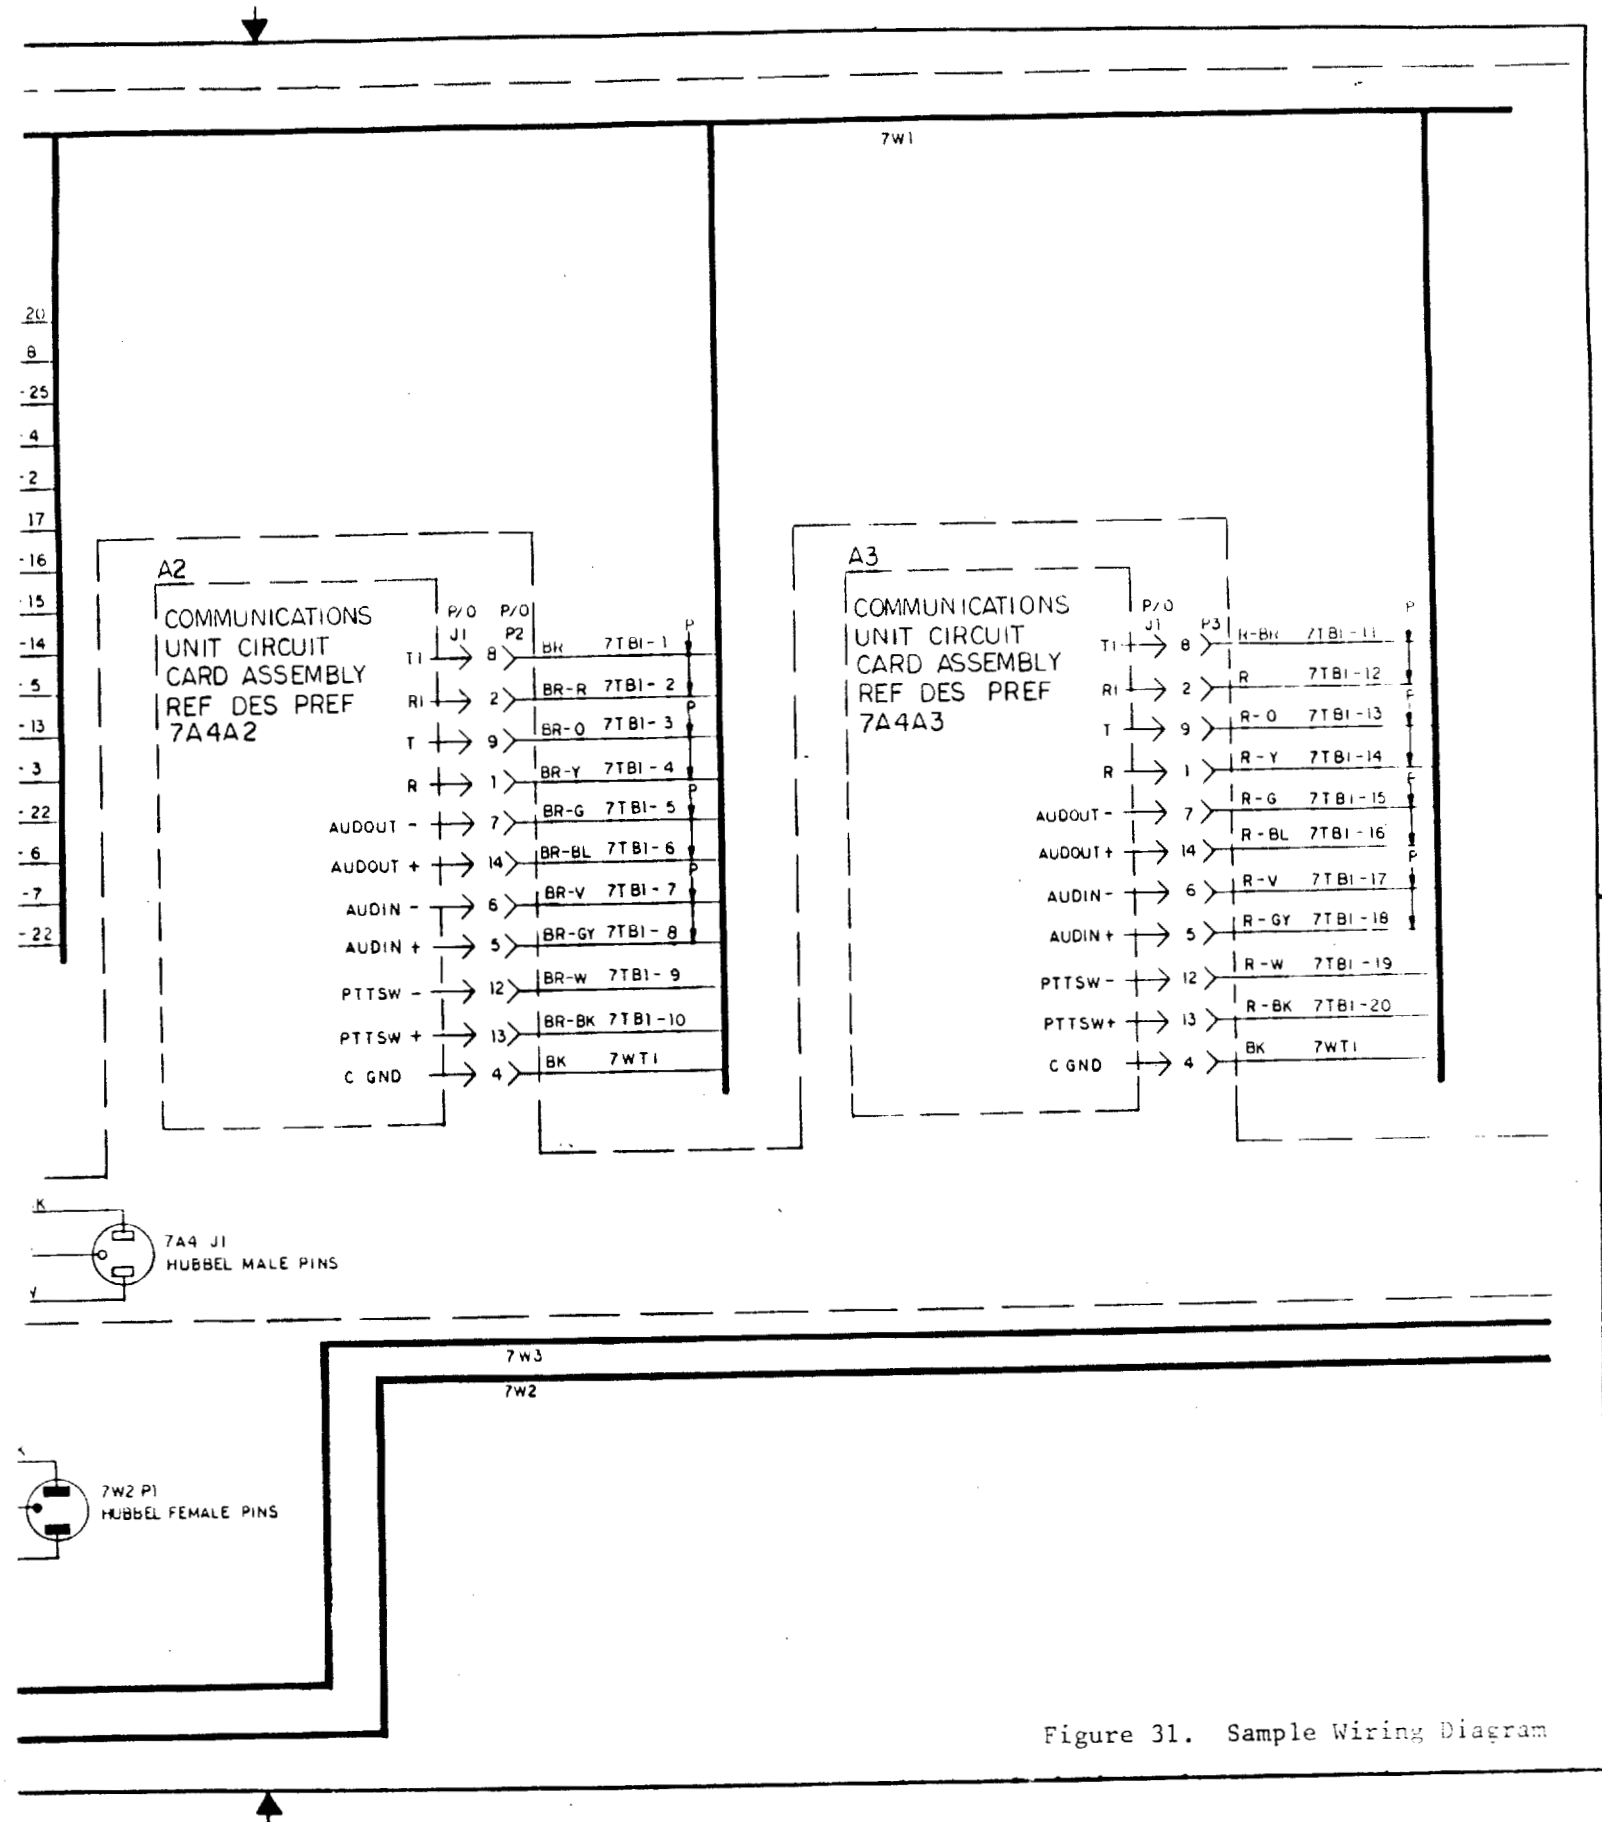 7W1
20
8
-25
-4
-2
17
-16
15
-14
5
-13
-3
-22
-6
-7
-22
A2
COMMUNICATIONS
UNIT CIRCUIT
CARD ASSEMBLY
REF DES PREF
7A4A2
P/O P/O
J1 P2
P
T1 8 BR 7TB1-1
R1 2 BR-R 7TB1-2
P
T 9 BR-O 7TB1-3
R 1 BR-Y 7TB1-4
P
AUDOUT - 7 BR-G 7TB1-5
AUDOUT + 14 BR-BL 7TB1-6
P
AUDIN - 6 BR-V 7TB1-7
AUDIN + 5 BR-GY 7TB1-8
PTTSW - 12 BR-W 7TB1-9
PTTSW + 13 BR-BK 7TB1-10
C GND 4 BK 7WT1
A3
COMMUNICATIONS
UNIT CIRCUIT
CARD ASSEMBLY
REF DES PREF
7A4A3
P/O
J1 P3
P
T1 8 R-BR 7TB1-11
R1 2 R 7TB1-12
P
T 9 R-O 7TB1-13
R 1 R-Y 7TB1-14
P
AUDOUT- 7 R-G 7TB1-15
AUDOUT+ 14 R-BL 7TB1-16
P
AUDIN- 6 R-V 7TB1-17
AUDIN+ 5 R-GY 7TB1-18
PTTSW- 12 R-W 7TB1-19
PTTSW+ 13 R-BK 7TB1-20
C GND 4 BK 7WT1
K
7A4 J1
HUBBEL MALE PINS
7W3
7W2
7W2 P1
HUBBEL FEMALE PINS
Figure 31. Sample Wiring Diagram